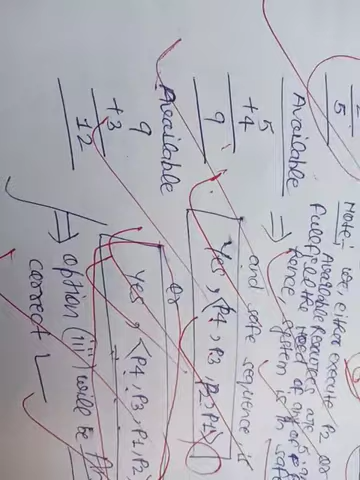 5
Available
5
+4
9
Available
9
+3
12
Note:- we either execute P2 or
Available Resources are 5,
fulfill the need of any of
⇒ Hence system is in safe
and safe sequence is
Yes, <P4, P3, P2, P1>
or
Yes, <P4, P3, P1, P2>
⇒ option (iii) will be
correct